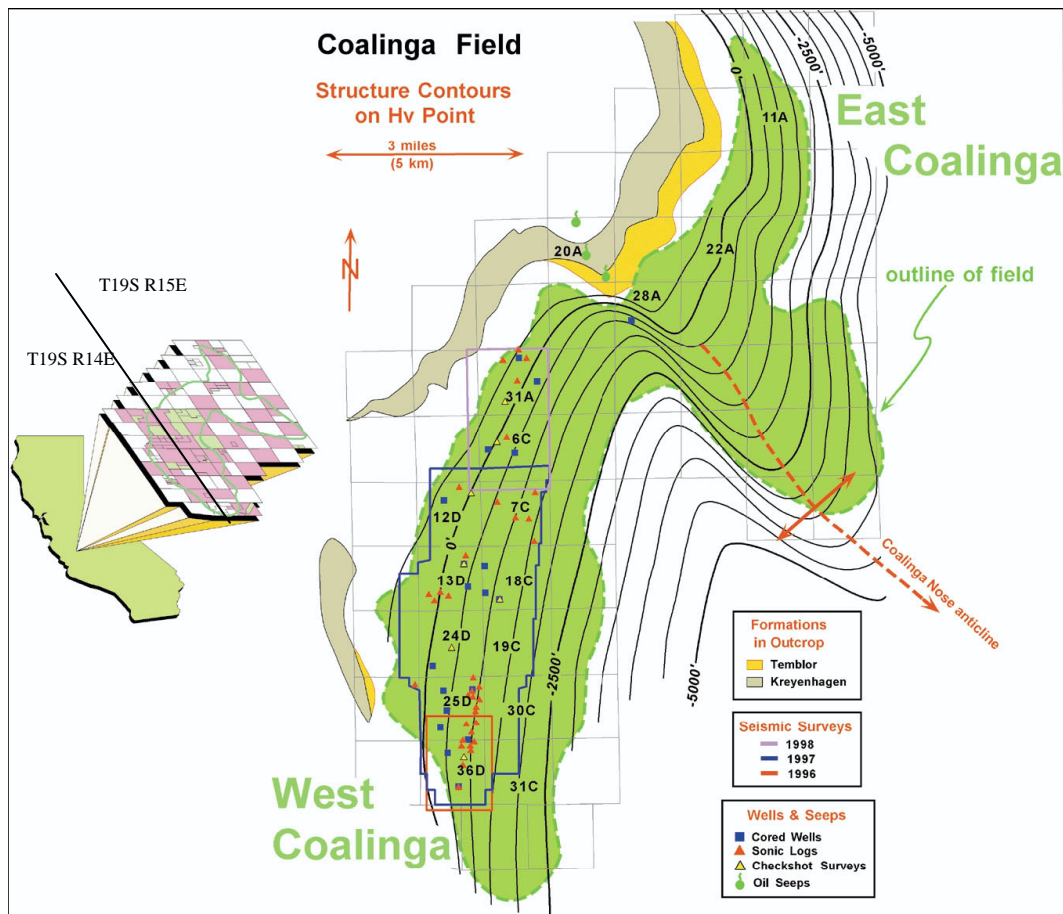 Coalinga Field
Structure Contours
on Hv Point
3 miles
(5 km)
N
0'
-2500'
-5000'
11A
East
Coalinga
20A
22A
28A
outline of field
T19S R15E
T19S R14E
31A
6C
7C
12D
0'
13D
18C
24D
19C
Coalinga Nose anticline
25D
30C
-2500'
-5000'
36D
31C
West
Coalinga
Formations
in Outcrop
Temblor
Kreyenhagen
Seismic Surveys
1998
1997
1996
Wells & Seeps
Cored Wells
Sonic Logs
Checkshot Surveys
Oil Seeps